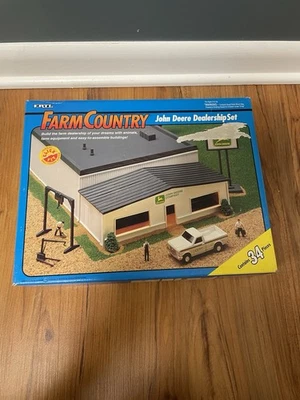 ERTL
FARM COUNTRY John Deere Dealership Set
Build the farm dealership of your dreams with animals,
farm equipment and easy-to-assemble buildings!
Contains 34 Pieces